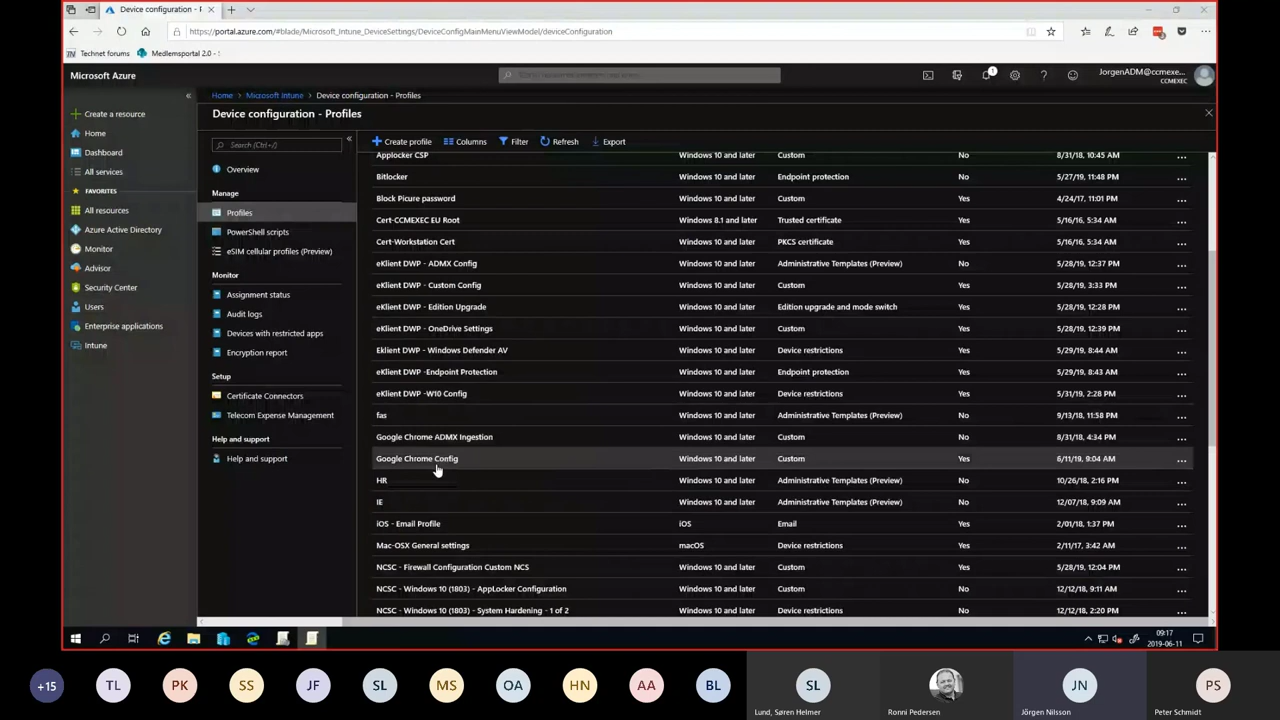 Device configuration - Profiles
https://portal.azure.com/#blade/Microsoft_Intune_DeviceSettings/DeviceConfigMainMenuViewModel/deviceConfiguration
TN Technet forums Medlemsportal 2.0 -
Microsoft Azure
1
JorgenADM@ccmexe...
CCMEXEC
«
Create a resource
Home
Dashboard
All services
FAVORITES
All resources
Azure Active Directory
Monitor
Advisor
Security Center
Users
Enterprise applications
Intune
Home Microsoft Intune Device configuration - Profiles
Device configuration - Profiles
Search (Ctrl+/)
«
Overview
Manage
Profiles
PowerShell scripts
eSIM cellular profiles (Preview)
Monitor
Assignment status
Audit logs
Devices with restricted apps
Encryption report
Setup
Certificate Connectors
Telecom Expense Management
Help and support
Help and support
Create profile Columns Filter Refresh Export
Applocker CSP Windows 10 and later Custom No 8/31/18, 10:45 AM ...
Bitlocker Windows 10 and later Endpoint protection No 5/27/19, 11:48 PM ...
Block Picure password Windows 10 and later Custom Yes 4/24/17, 11:01 PM ...
Cert-CCMEXEC EU Root Windows 8.1 and later Trusted certificate Yes 5/16/16, 5:34 AM ...
Cert-Workstation Cert Windows 10 and later PKCS certificate Yes 5/16/16, 5:34 AM ...
eKlient DWP - ADMX Config Windows 10 and later Administrative Templates (Preview) No 5/28/19, 12:37 PM ...
eKlient DWP - Custom Config Windows 10 and later Custom Yes 5/28/19, 3:33 PM ...
eKlient DWP - Edition Upgrade Windows 10 and later Edition upgrade and mode switch Yes 5/28/19, 12:28 PM ...
eKlient DWP - OneDrive Settings Windows 10 and later Custom Yes 5/28/19, 12:39 PM ...
Eklient DWP - Windows Defender AV Windows 10 and later Device restrictions Yes 5/29/19, 8:44 AM ...
eKlient DWP -Endpoint Protection Windows 10 and later Endpoint protection Yes 5/29/19, 8:43 AM ...
eKlient DWP -W10 Config Windows 10 and later Device restrictions Yes 5/31/19, 2:28 PM ...
fas Windows 10 and later Administrative Templates (Preview) No 9/13/18, 11:58 PM ...
Google Chrome ADMX Ingestion Windows 10 and later Custom No 8/31/18, 4:34 PM ...
Google Chrome Config Windows 10 and later Custom Yes 6/11/19, 9:04 AM ...
HR Windows 10 and later Administrative Templates (Preview) No 10/26/18, 2:16 PM ...
IE Windows 10 and later Administrative Templates (Preview) No 12/07/18, 9:09 AM ...
iOS - Email Profile iOS Email Yes 2/01/18, 1:37 PM ...
Mac-OSX General settings macOS Device restrictions Yes 2/11/17, 3:42 AM ...
NCSC - Firewall Configuration Custom NCS Windows 10 and later Custom Yes 5/28/19, 12:04 PM ...
NCSC - Windows 10 (1803) - AppLocker Configuration Windows 10 and later Custom No 12/12/18, 9:11 AM ...
NCSC - Windows 10 (1803) - System Hardening - 1 of 2 Windows 10 and later Device restrictions No 12/12/18, 2:20 PM ...
09:17
2019-06-11
+15 TL PK SS JF SL MS OA HN AA BL SL JN PS
Lund, Søren Helmer Ronni Pedersen Jörgen Nilsson Peter Schmidt